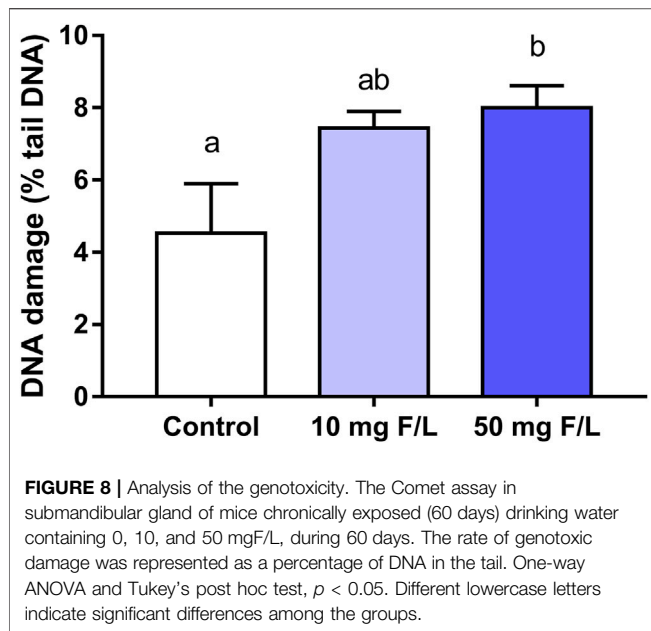 DNA damage (% tail DNA)
10
8
6
4
2
0
a
ab
b
Control
10 mg F/L
50 mg F/L
FIGURE 8 | Analysis of the genotoxicity. The Comet assay in
submandibular gland of mice chronically exposed (60 days) drinking water
containing 0, 10, and 50 mgF/L, during 60 days. The rate of genotoxic
damage was represented as a percentage of DNA in the tail. One-way
ANOVA and Tukey's post hoc test, p < 0.05. Different lowercase letters
indicate significant differences among the groups.